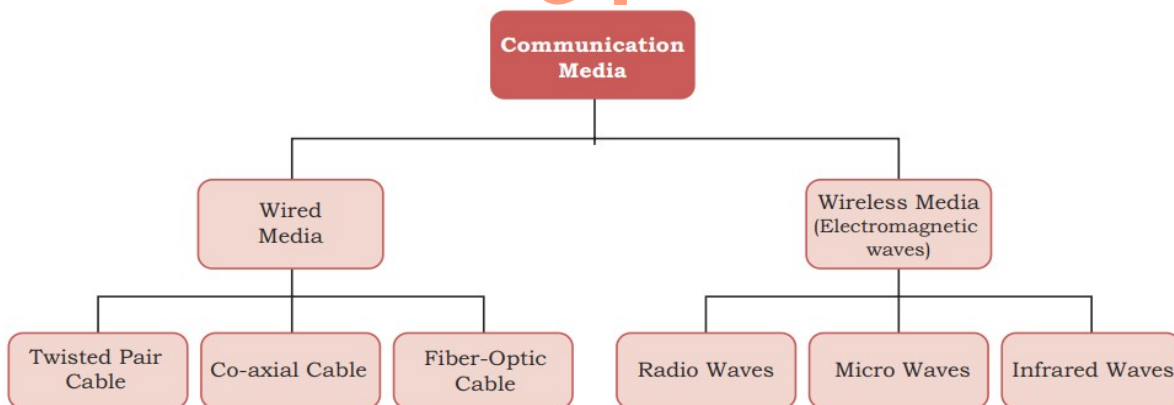 Communication
Media
Wired
Media
Wireless Media
(Electromagnetic
waves)
Twisted Pair
Cable
Co-axial Cable
Fiber-Optic
Cable
Radio Waves
Micro Waves
Infrared Waves